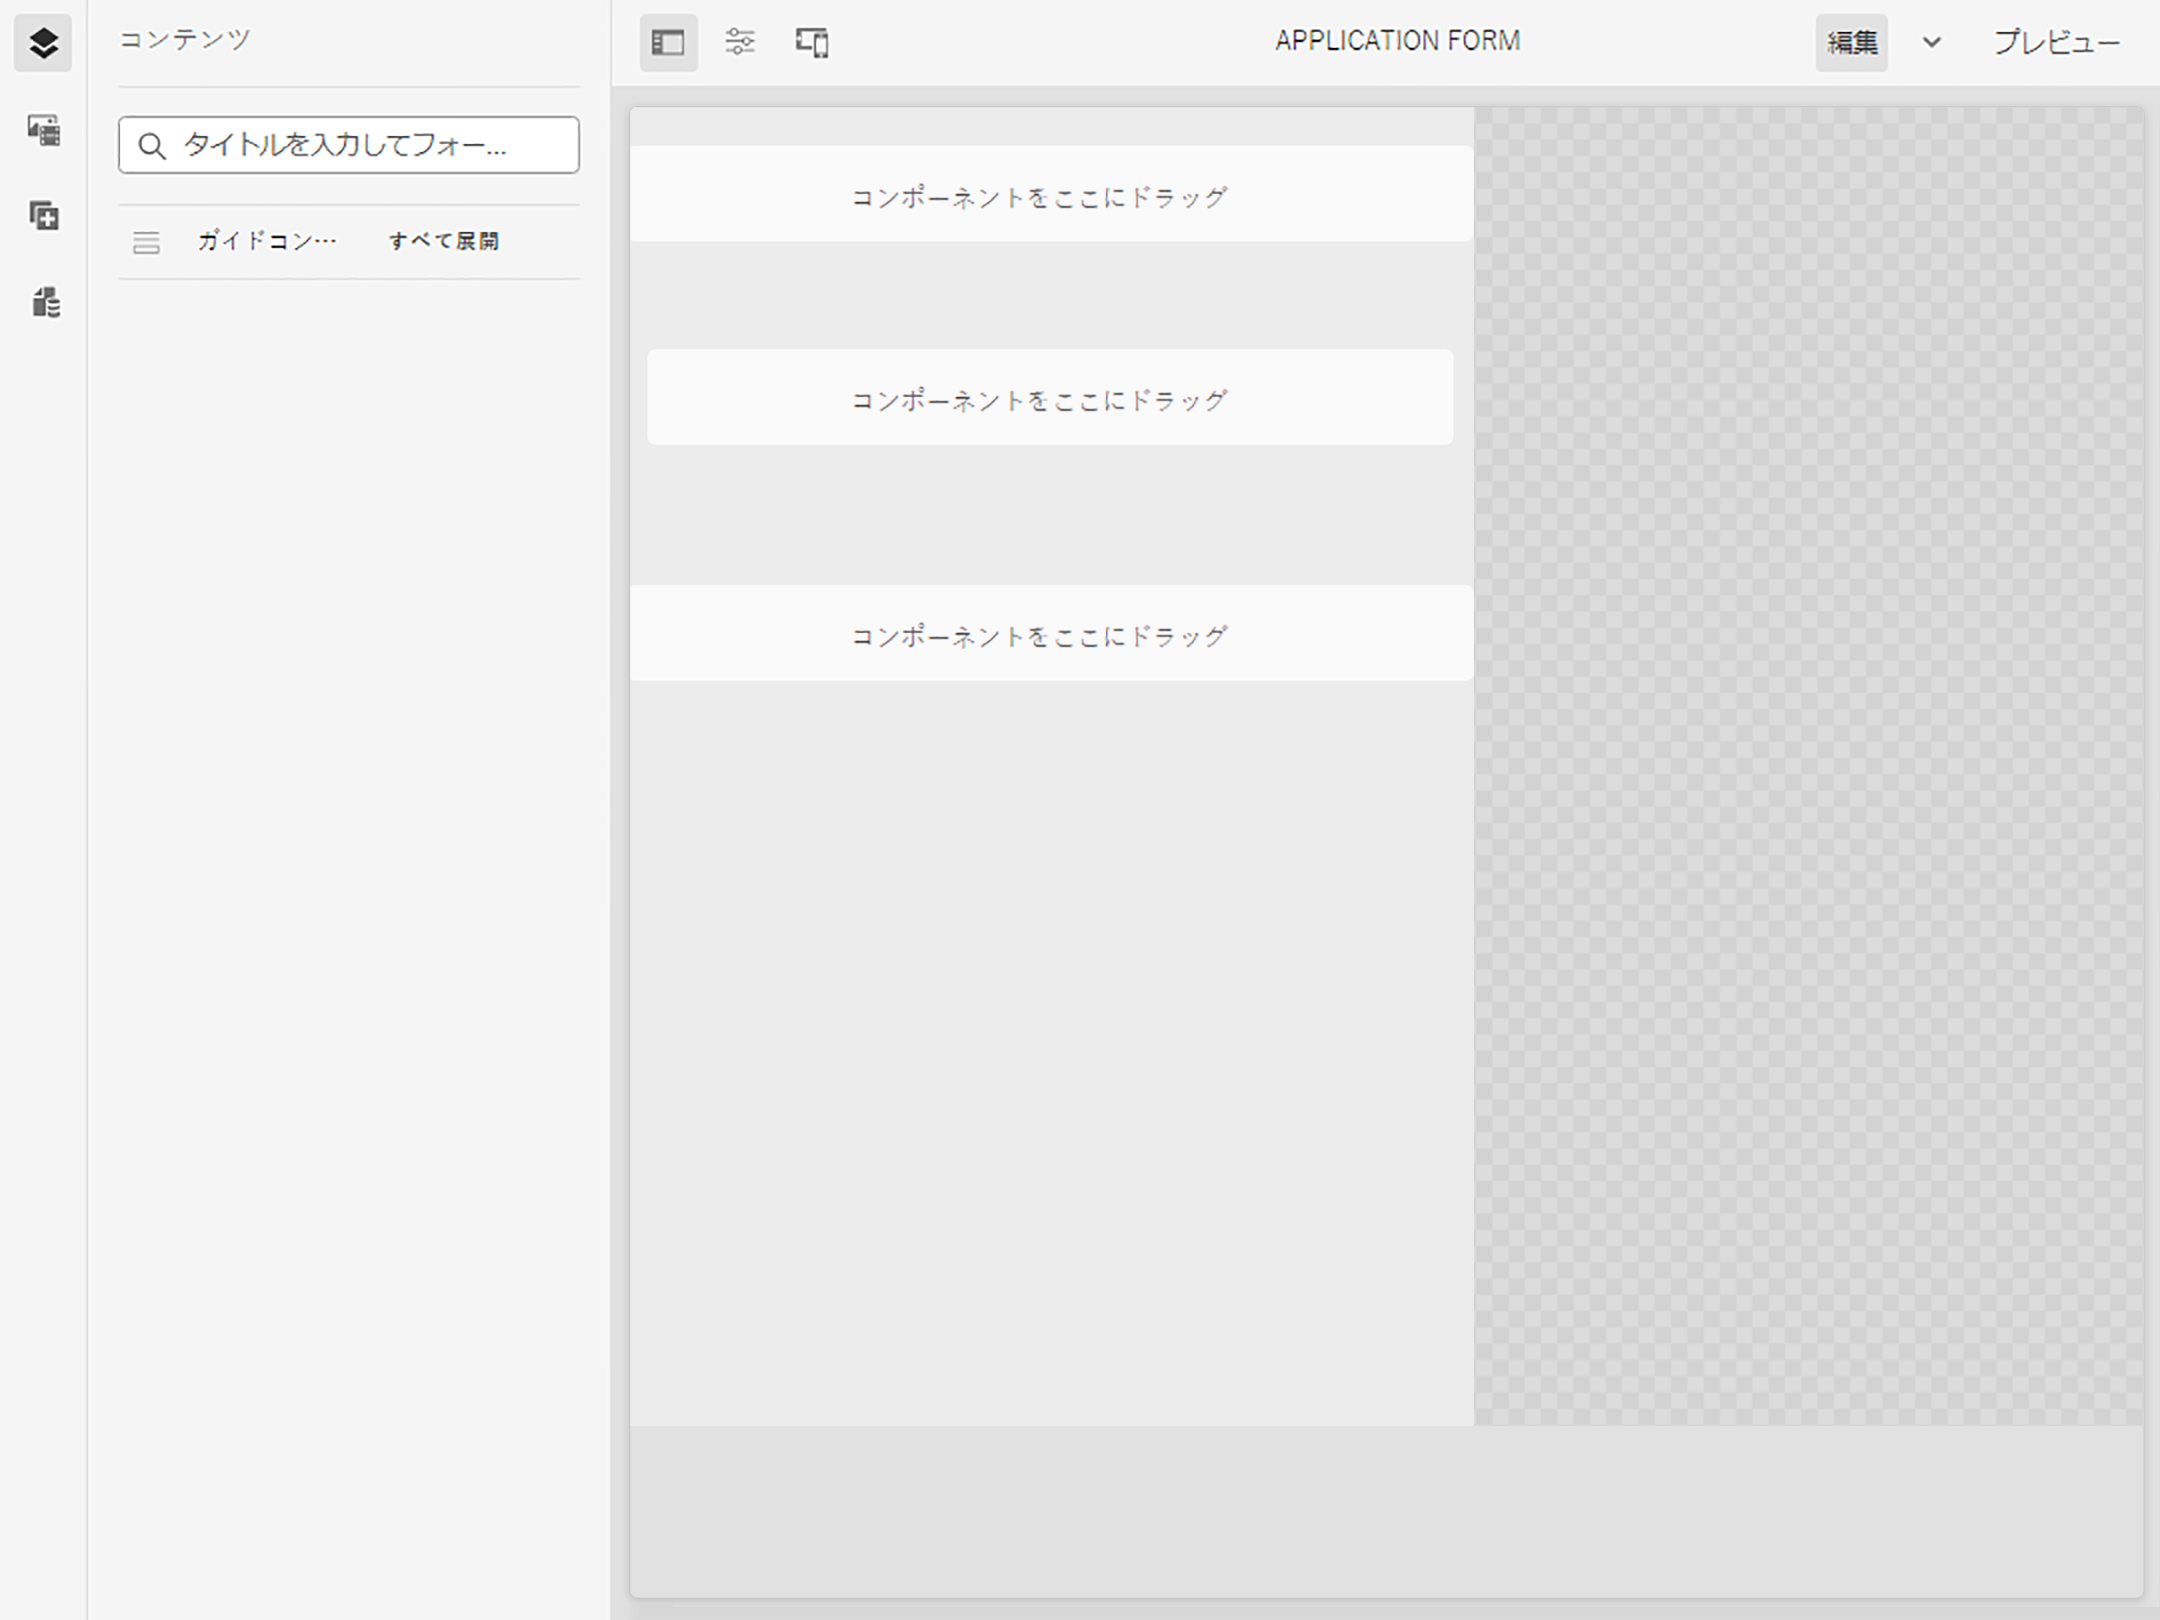 コンテンツ
APPLICATION FORM
編集
プレビュー
タイトルを入力してフォー...
ガイドコン… すべて展開
コンポーネントをここにドラッグ
コンポーネントをここにドラッグ
コンポーネントをここにドラッグ